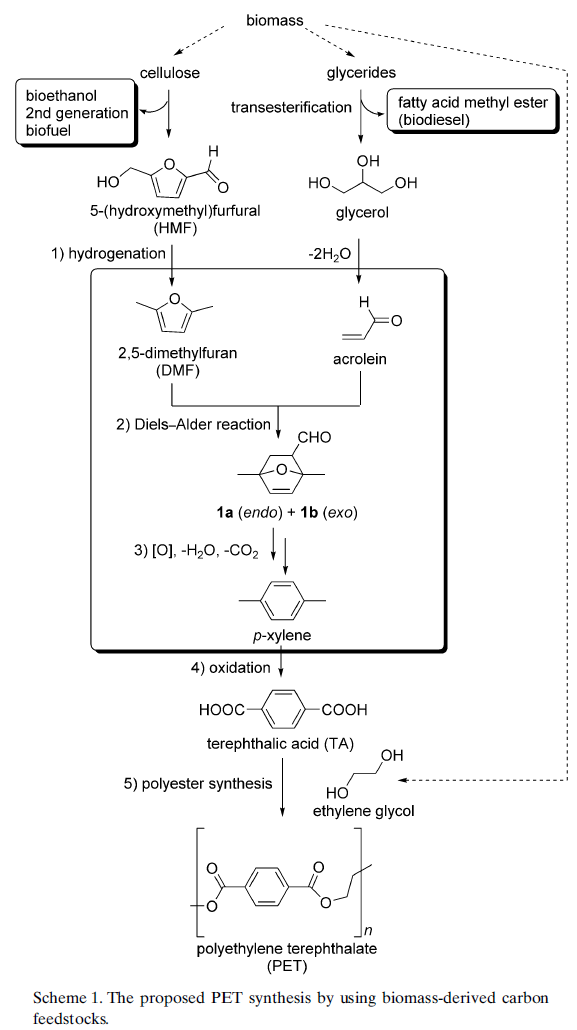 biomass
cellulose
glycerides
bioethanol
2nd generation
biofuel
transesterification
fatty acid methyl ester
(biodiesel)
HO
O
H
O
5-(hydroxymethyl)furfural
(HMF)
OH
HO
OH
glycerol
1) hydrogenation
-2H₂O
O
2,5-dimethylfuran
(DMF)
H
O
acrolein
2) Diels–Alder reaction
CHO
O
1a (endo) + 1b (exo)
3) [O], -H₂O, -CO₂
p-xylene
4) oxidation
HOOC
COOH
terephthalic acid (TA)
5) polyester synthesis
OH
HO
ethylene glycol
O
O
O
O
n
polyethylene terephthalate
(PET)
Scheme 1. The proposed PET synthesis by using biomass-derived carbon
feedstocks.